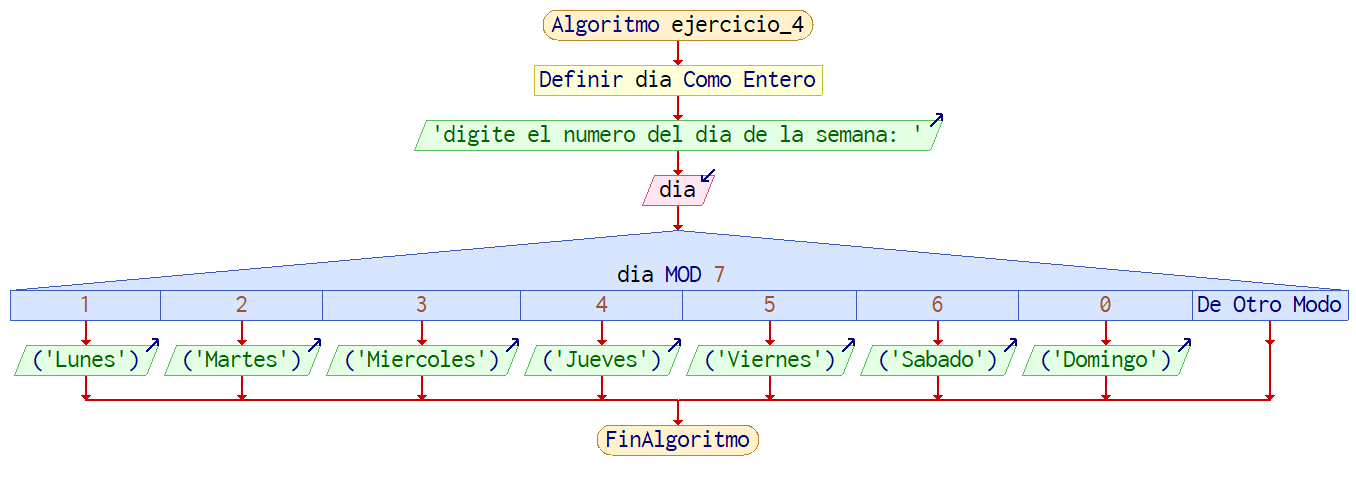 Algoritmo ejercicio_4
Definir dia Como Entero
'digite el numero del dia de la semana: '
dia
dia MOD 7
1 2 3 4 5 6 0 De Otro Modo
('Lunes') ('Martes') ('Miercoles') ('Jueves') ('Viernes') ('Sabado') ('Domingo')
FinAlgoritmo